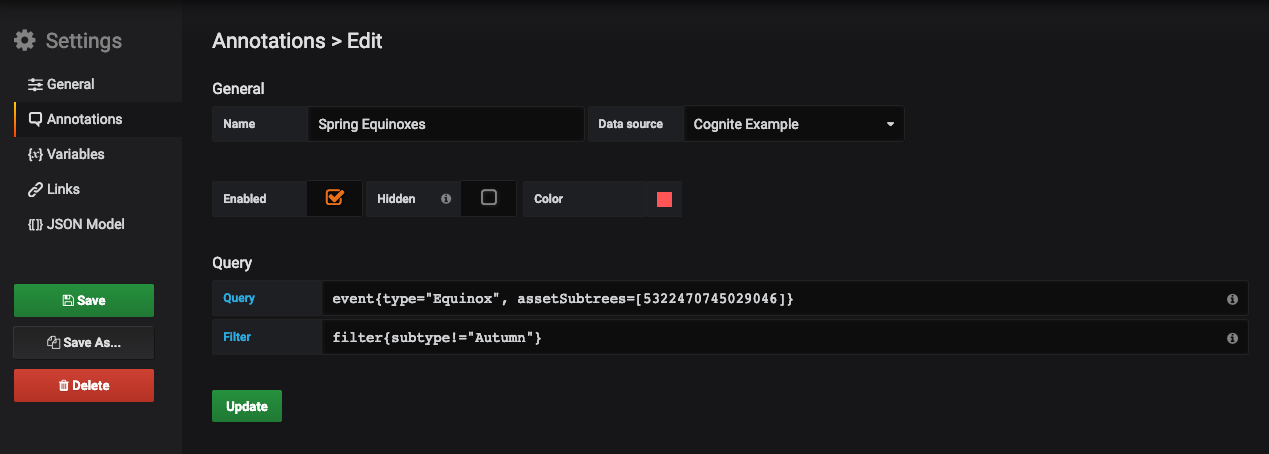 Settings
General
Annotations
Variables
Links
JSON Model
Save
Save As...
Delete
Annotations > Edit
General
Name Spring Equinoxes Data source Cognite Example
Enabled Hidden Color
Query
Query event{type="Equinox", assetSubtrees=[5322470745029046]}
Filter filter{subtype!="Autumn"}
Update